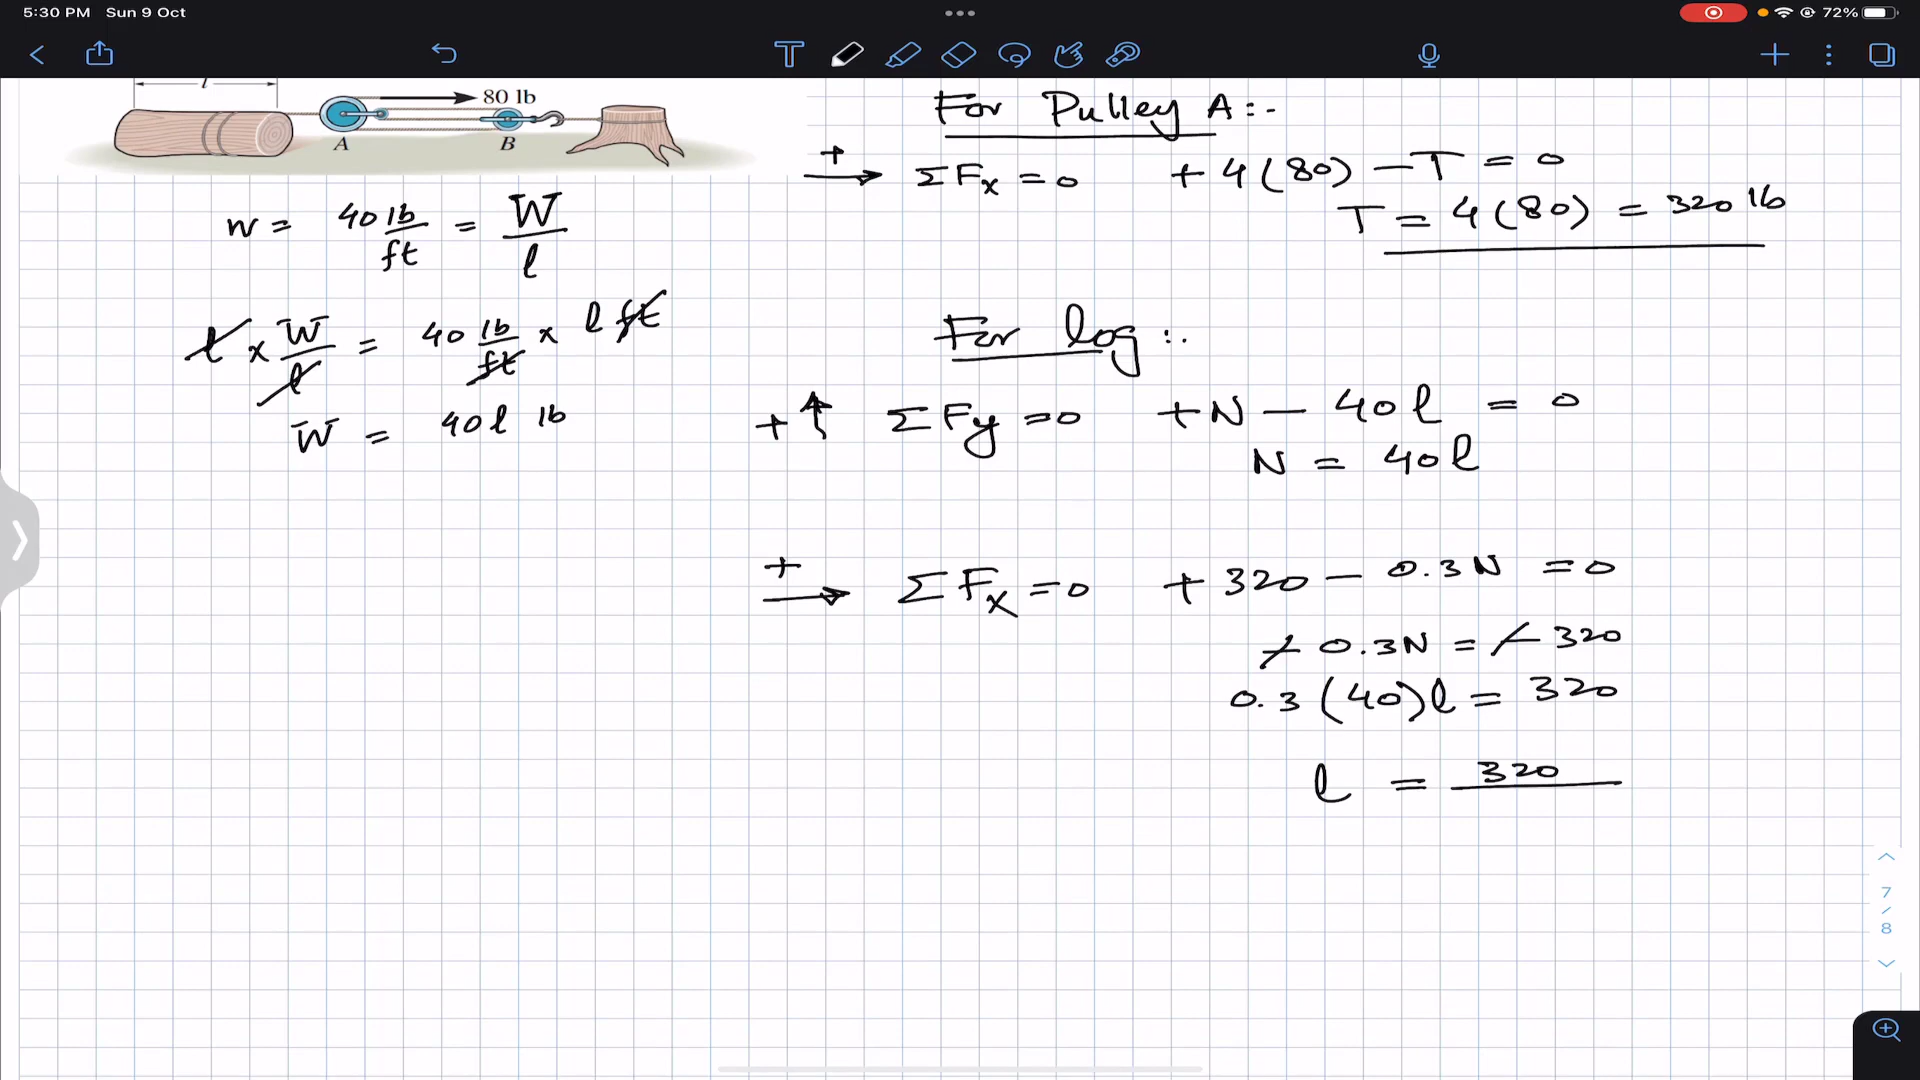 5:30 PM Sun 9 Oct
72%
l
80 lb
A
B
w = 40 lb/ft = W/l
l × W/l = 40 lb/ft × l ft
W = 40l lb
For Pulley A:-
+ → ΣFx = 0 + 4(80) - T = 0
T = 4(80) = 320 lb
For log:.
+↑ ΣFy = 0 + N - 40l = 0
N = 40l
+ → ΣFx = 0 + 320 - 0.3N = 0
- 0.3N = - 320
0.3(40)l = 320
l = 320/
7
/
8